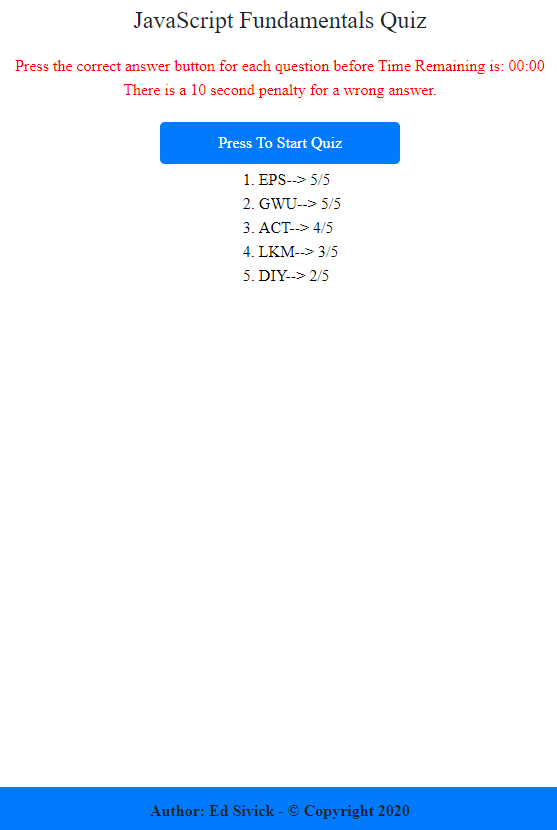 JavaScript Fundamentals Quiz
Press the correct answer button for each question before Time Remaining is: 00:00
There is a 10 second penalty for a wrong answer.
Press To Start Quiz
1. EPS--> 5/5
2. GWU--> 5/5
3. ACT--> 4/5
4. LKM--> 3/5
5. DIY--> 2/5
Author: Ed Sivick - © Copyright 2020